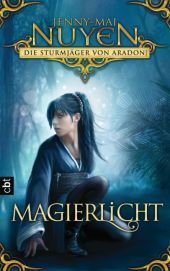 JENNY-MAI
NUYEN
DIE STURMJÄGER VON ARADON
MAGIERLICHT
cbt